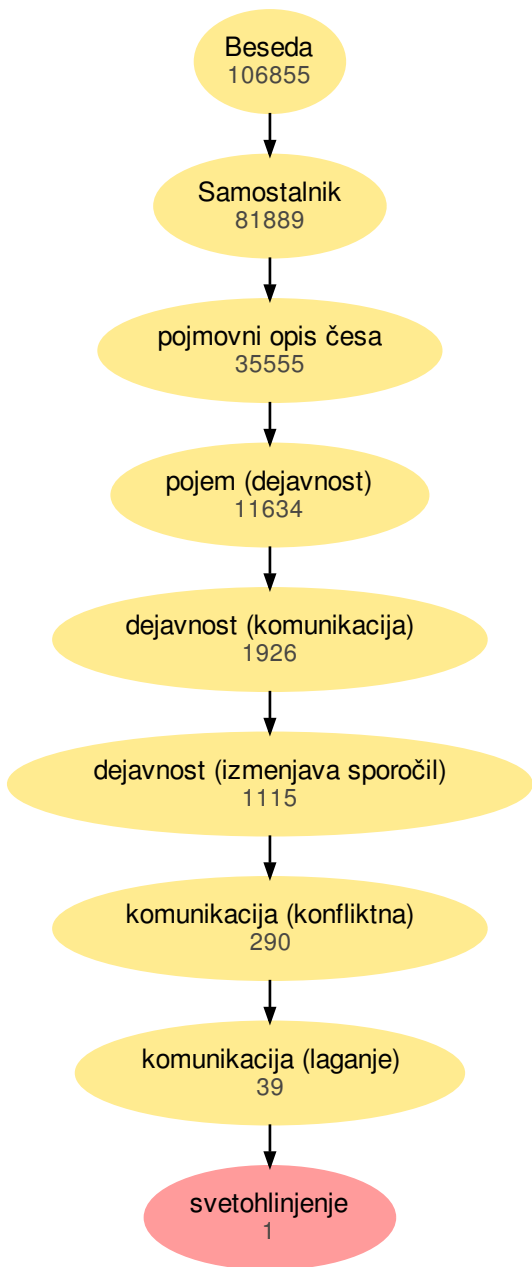 Beseda
106855
Samostalnik
81889
pojmovni opis česa
35555
pojem (dejavnost)
11634
dejavnost (komunikacija)
1926
dejavnost (izmenjava sporočil)
1115
komunikacija (konfliktna)
290
komunikacija (laganje)
39
svetohlinjenje
1